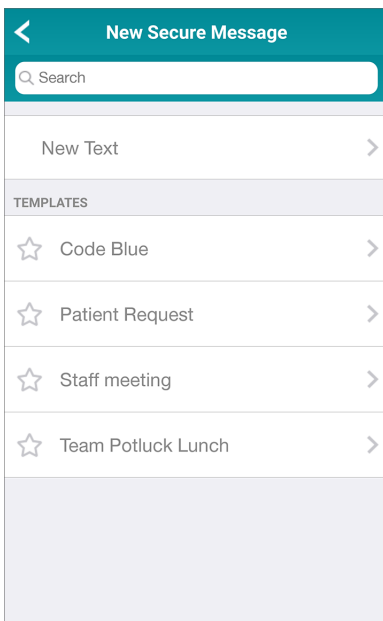 New Secure Message
Search
New Text
TEMPLATES
Code Blue
Patient Request
Staff meeting
Team Potluck Lunch